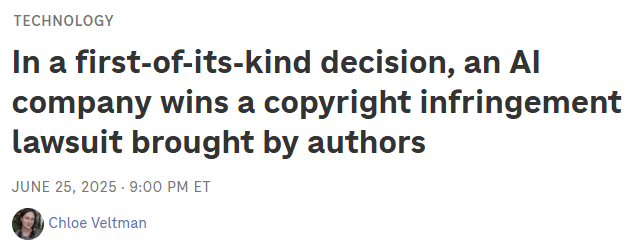 TECHNOLOGY
In a first-of-its-kind decision, an AI
company wins a copyright infringement
lawsuit brought by authors
JUNE 25, 2025 · 9:00 PM ET
Chloe Veltman